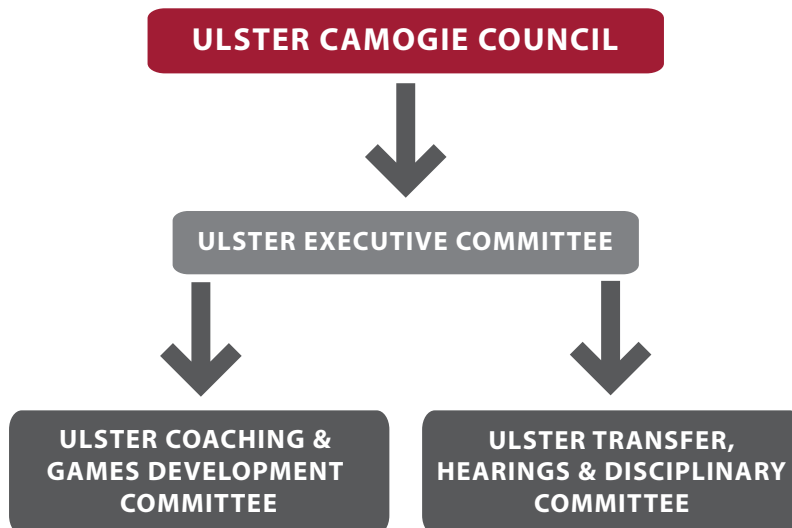 ULSTER CAMOGIE COUNCIL
ULSTER EXECUTIVE COMMITTEE
ULSTER COACHING &
GAMES DEVELOPMENT
COMMITTEE
ULSTER TRANSFER,
HEARINGS & DISCIPLINARY
COMMITTEE